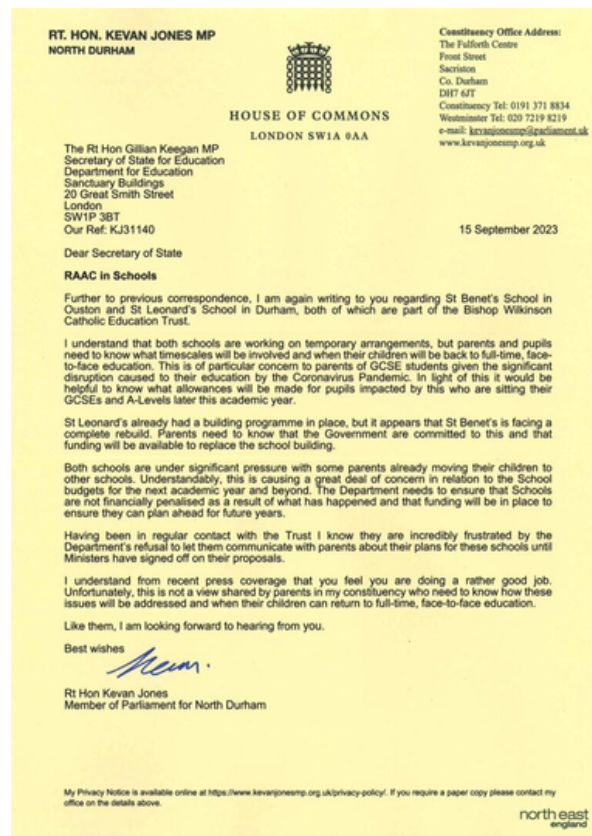 RT. HON. KEVAN JONES MP
NORTH DURHAM
HOUSE OF COMMONS
LONDON SW1A 0AA
Constituency Office Address:
The Fulforth Centre
Front Street
Sacriston
Co. Durham
DH7 6JT
Constituency Tel: 0191 371 8834
Westminster Tel: 020 7219 8219
e-mail: kevanjonesmp@parliament.uk
www.kevanjonesmp.org.uk
The Rt Hon Gillian Keegan MP
Secretary of State for Education
Department for Education
Sanctuary Buildings
20 Great Smith Street
London
SW1P 3BT
Our Ref: KJ31140
15 September 2023
Dear Secretary of State
RAAC in Schools
Further to previous correspondence, I am again writing to you regarding St Benet's School in
Ouston and St Leonard's School in Durham, both of which are part of the Bishop Wilkinson
Catholic Education Trust.
I understand that both schools are working on temporary arrangements, but parents and pupils
need to know what timescales will be involved and when their children will be back to full-time, face-
to-face education. This is of particular concern to parents of GCSE students given the significant
disruption caused to their education by the Coronavirus Pandemic. In light of this it would be
helpful to know what allowances will be made for pupils impacted by this who are sitting their
GCSEs and A-Levels later this academic year.
St Leonard's already had a building programme in place, but it appears that St Benet's is facing a
complete rebuild. Parents need to know that the Government are committed to this and that
funding will be available to replace the school building.
Both schools are under significant pressure with some parents already moving their children to
other schools. Understandably, this is causing a great deal of concern in relation to the School
budgets for the next academic year and beyond. The Department needs to ensure that Schools
are not financially penalised as a result of what has happened and that funding will be in place to
ensure they can plan ahead for future years.
Having been in regular contact with the Trust I know they are incredibly frustrated by the
Department's refusal to let them communicate with parents about their plans for these schools until
Ministers have signed off on their proposals.
I understand from recent press coverage that you feel you are doing a rather good job.
Unfortunately, this is not a view shared by parents in my constituency who need to know how these
issues will be addressed and when their children can return to full-time, face-to-face education.
Like them, I am looking forward to hearing from you.
Best wishes
Kevan.
Rt Hon Kevan Jones
Member of Parliament for North Durham
My Privacy Notice is available online at https://www.kevanjonesmp.org.uk/privacy-policy/. If you require a paper copy please contact my
office on the details above.
north east
england